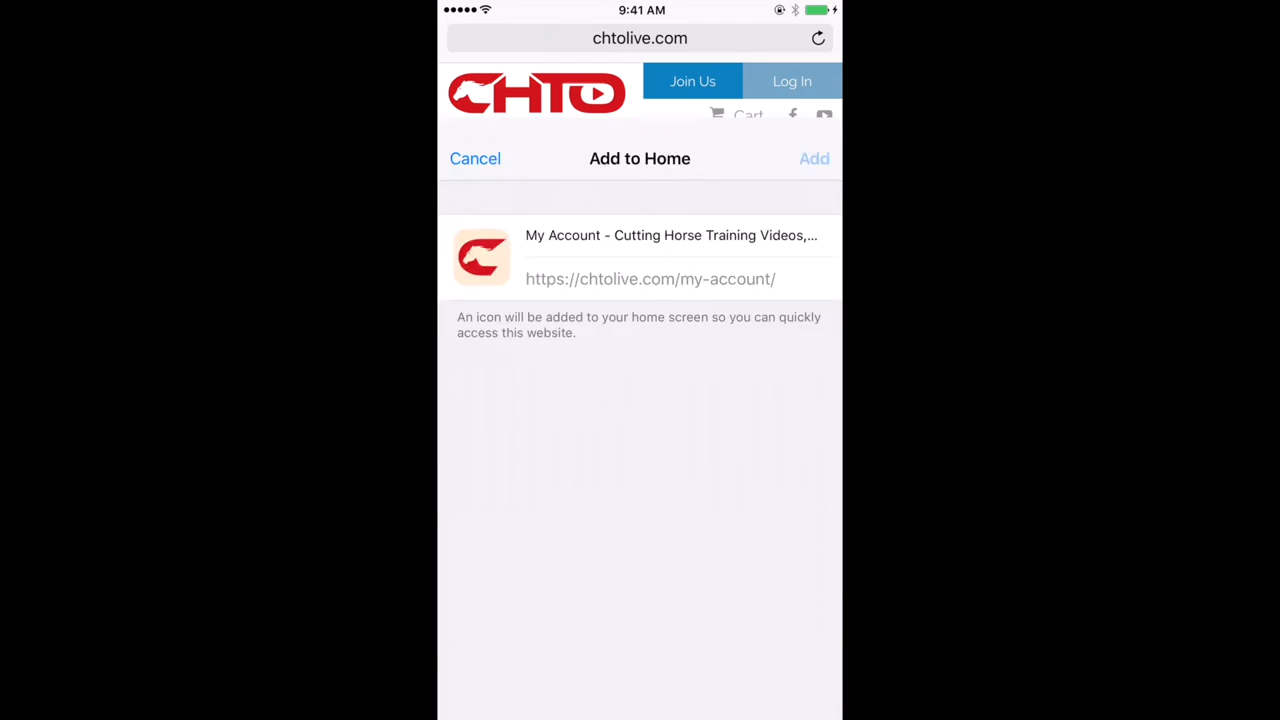 9:41 AM
chtolive.com
CHTO
Join Us
Log In
Cart
Cancel
Add to Home
Add
My Account - Cutting Horse Training Videos,...
https://chtolive.com/my-account/
An icon will be added to your home screen so you can quickly
access this website.